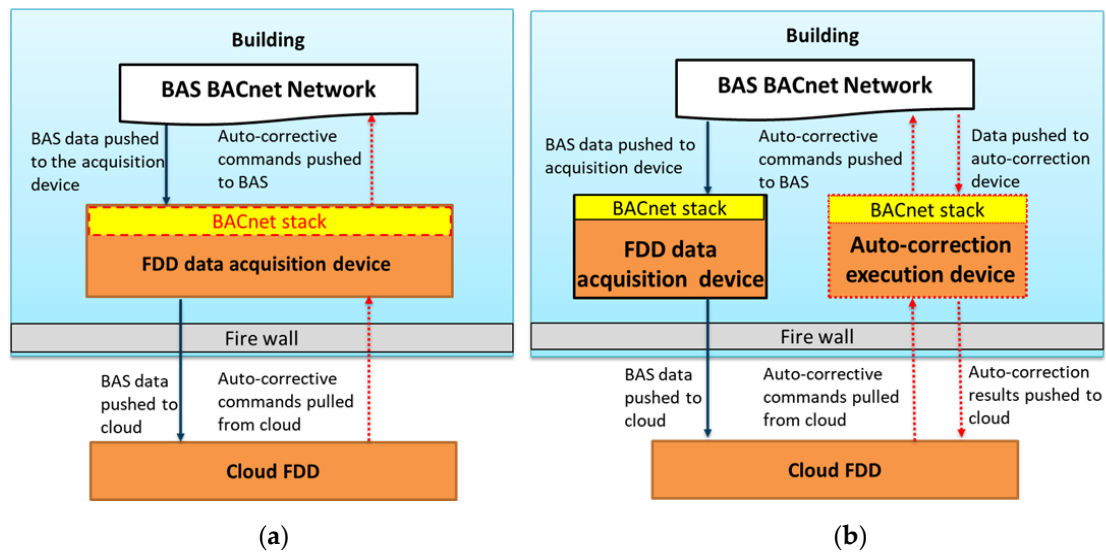 Building
BAS BACnet Network
BAS data pushed
to the acquisition
device
Auto-corrective
commands pushed
to BAS
BACnet stack
FDD data acquisition device
Fire wall
BAS data
pushed to
cloud
Auto-corrective
commands pulled
from cloud
Cloud FDD
(a)
Building
BAS BACnet Network
BAS data pushed to
acquisition device
Auto-corrective
commands pushed
to BAS
Data pushed to
auto-correction
device
BACnet stack
FDD data
acquisition device
BACnet stack
Auto-correction
execution device
Fire wall
BAS data
pushed to
cloud
Auto-corrective
commands pulled
from cloud
Auto-correction
results pushed to
cloud
Cloud FDD
(b)